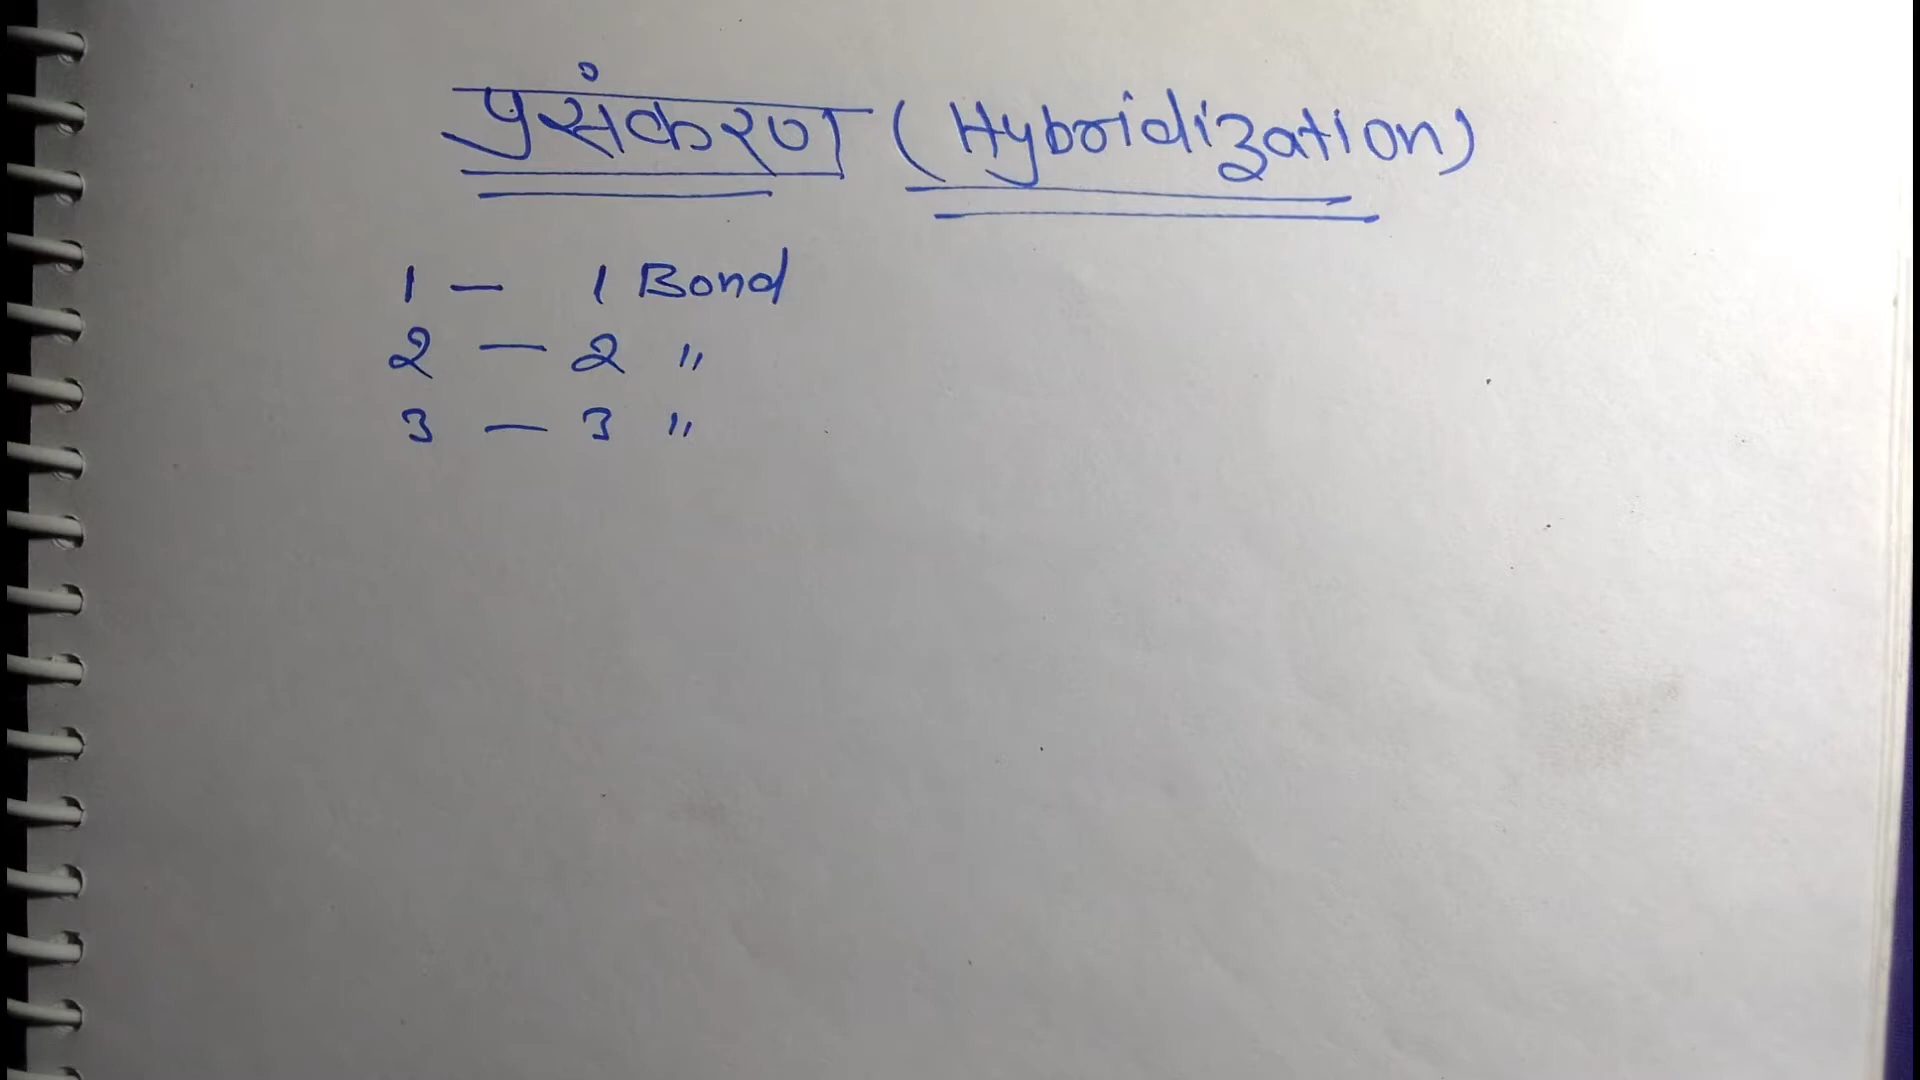 प्रसंकरण (Hybridization)
1 — 1 Bond
2 — 2 "
3 — 3 "